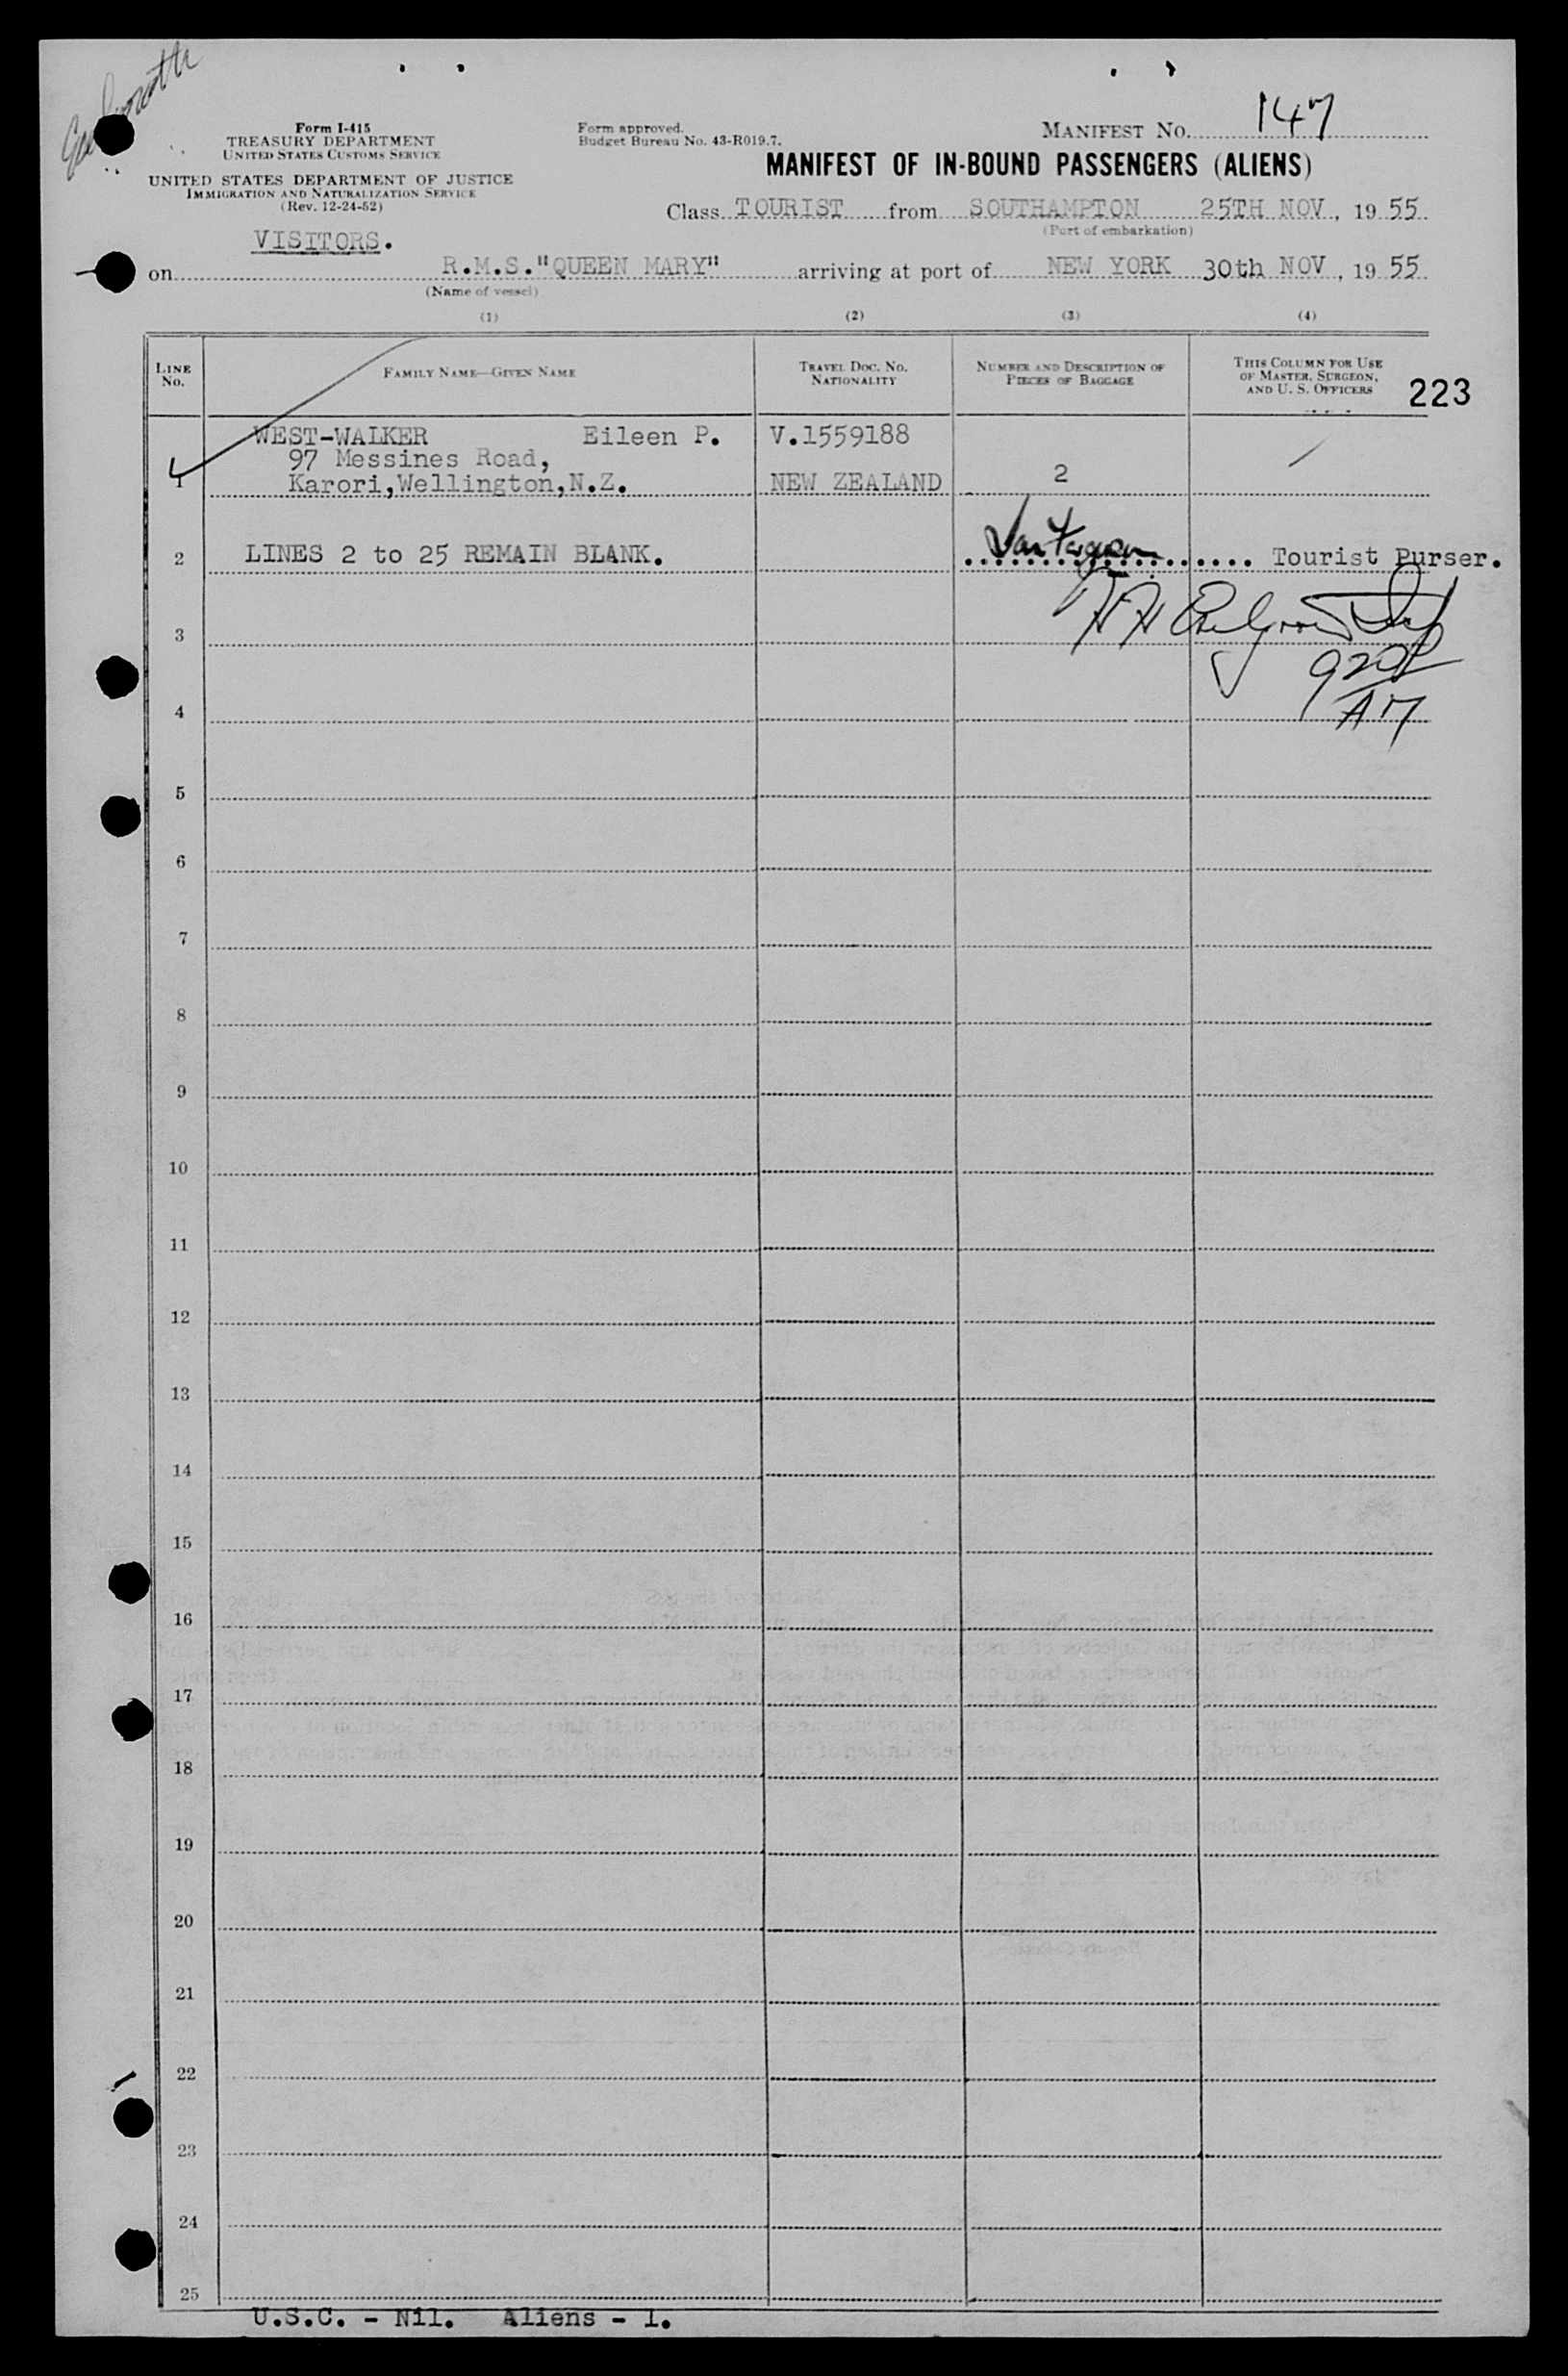 Form I-415
TREASURY DEPARTMENT
UNITED STATES CUSTOMS SERVICE
UNITED STATES DEPARTMENT OF JUSTICE
IMMIGRATION AND NATURALIZATION SERVICE
(Rev. 12-24-52)
Form approved.
Budget Bureau No. 43-R019.7.
MANIFEST NO. 147
MANIFEST OF IN-BOUND PASSENGERS (ALIENS)
Class TOURIST from SOUTHAMPTON 25TH NOV, 1955
(Port of embarkation)
VISITORS.
on R.M.S."QUEEN MARY" arriving at port of NEW YORK 30th NOV, 1955
(Name of vessel)
(1) (2) (3) (4)
LINE No. FAMILY NAME—GIVEN NAME TRAVEL DOC. NO. NATIONALITY NUMBER AND DESCRIPTION OF PIECES OF BAGGAGE THIS COLUMN FOR USE OF MASTER, SURGEON, AND U. S. OFFICERS 223
WEST-WALKER Eileen P. V.1559188
97 Messines Road,
1 Karori,Wellington,N.Z. NEW ZEALAND 2
2 LINES 2 to 25 REMAIN BLANK. Tourist Purser.
3
920
4 AM
5
6
7
8
9
10
11
12
13
14
15
16
17
18
19
20
21
22
23
24
25
U.S.C. - Nil. Aliens - 1.